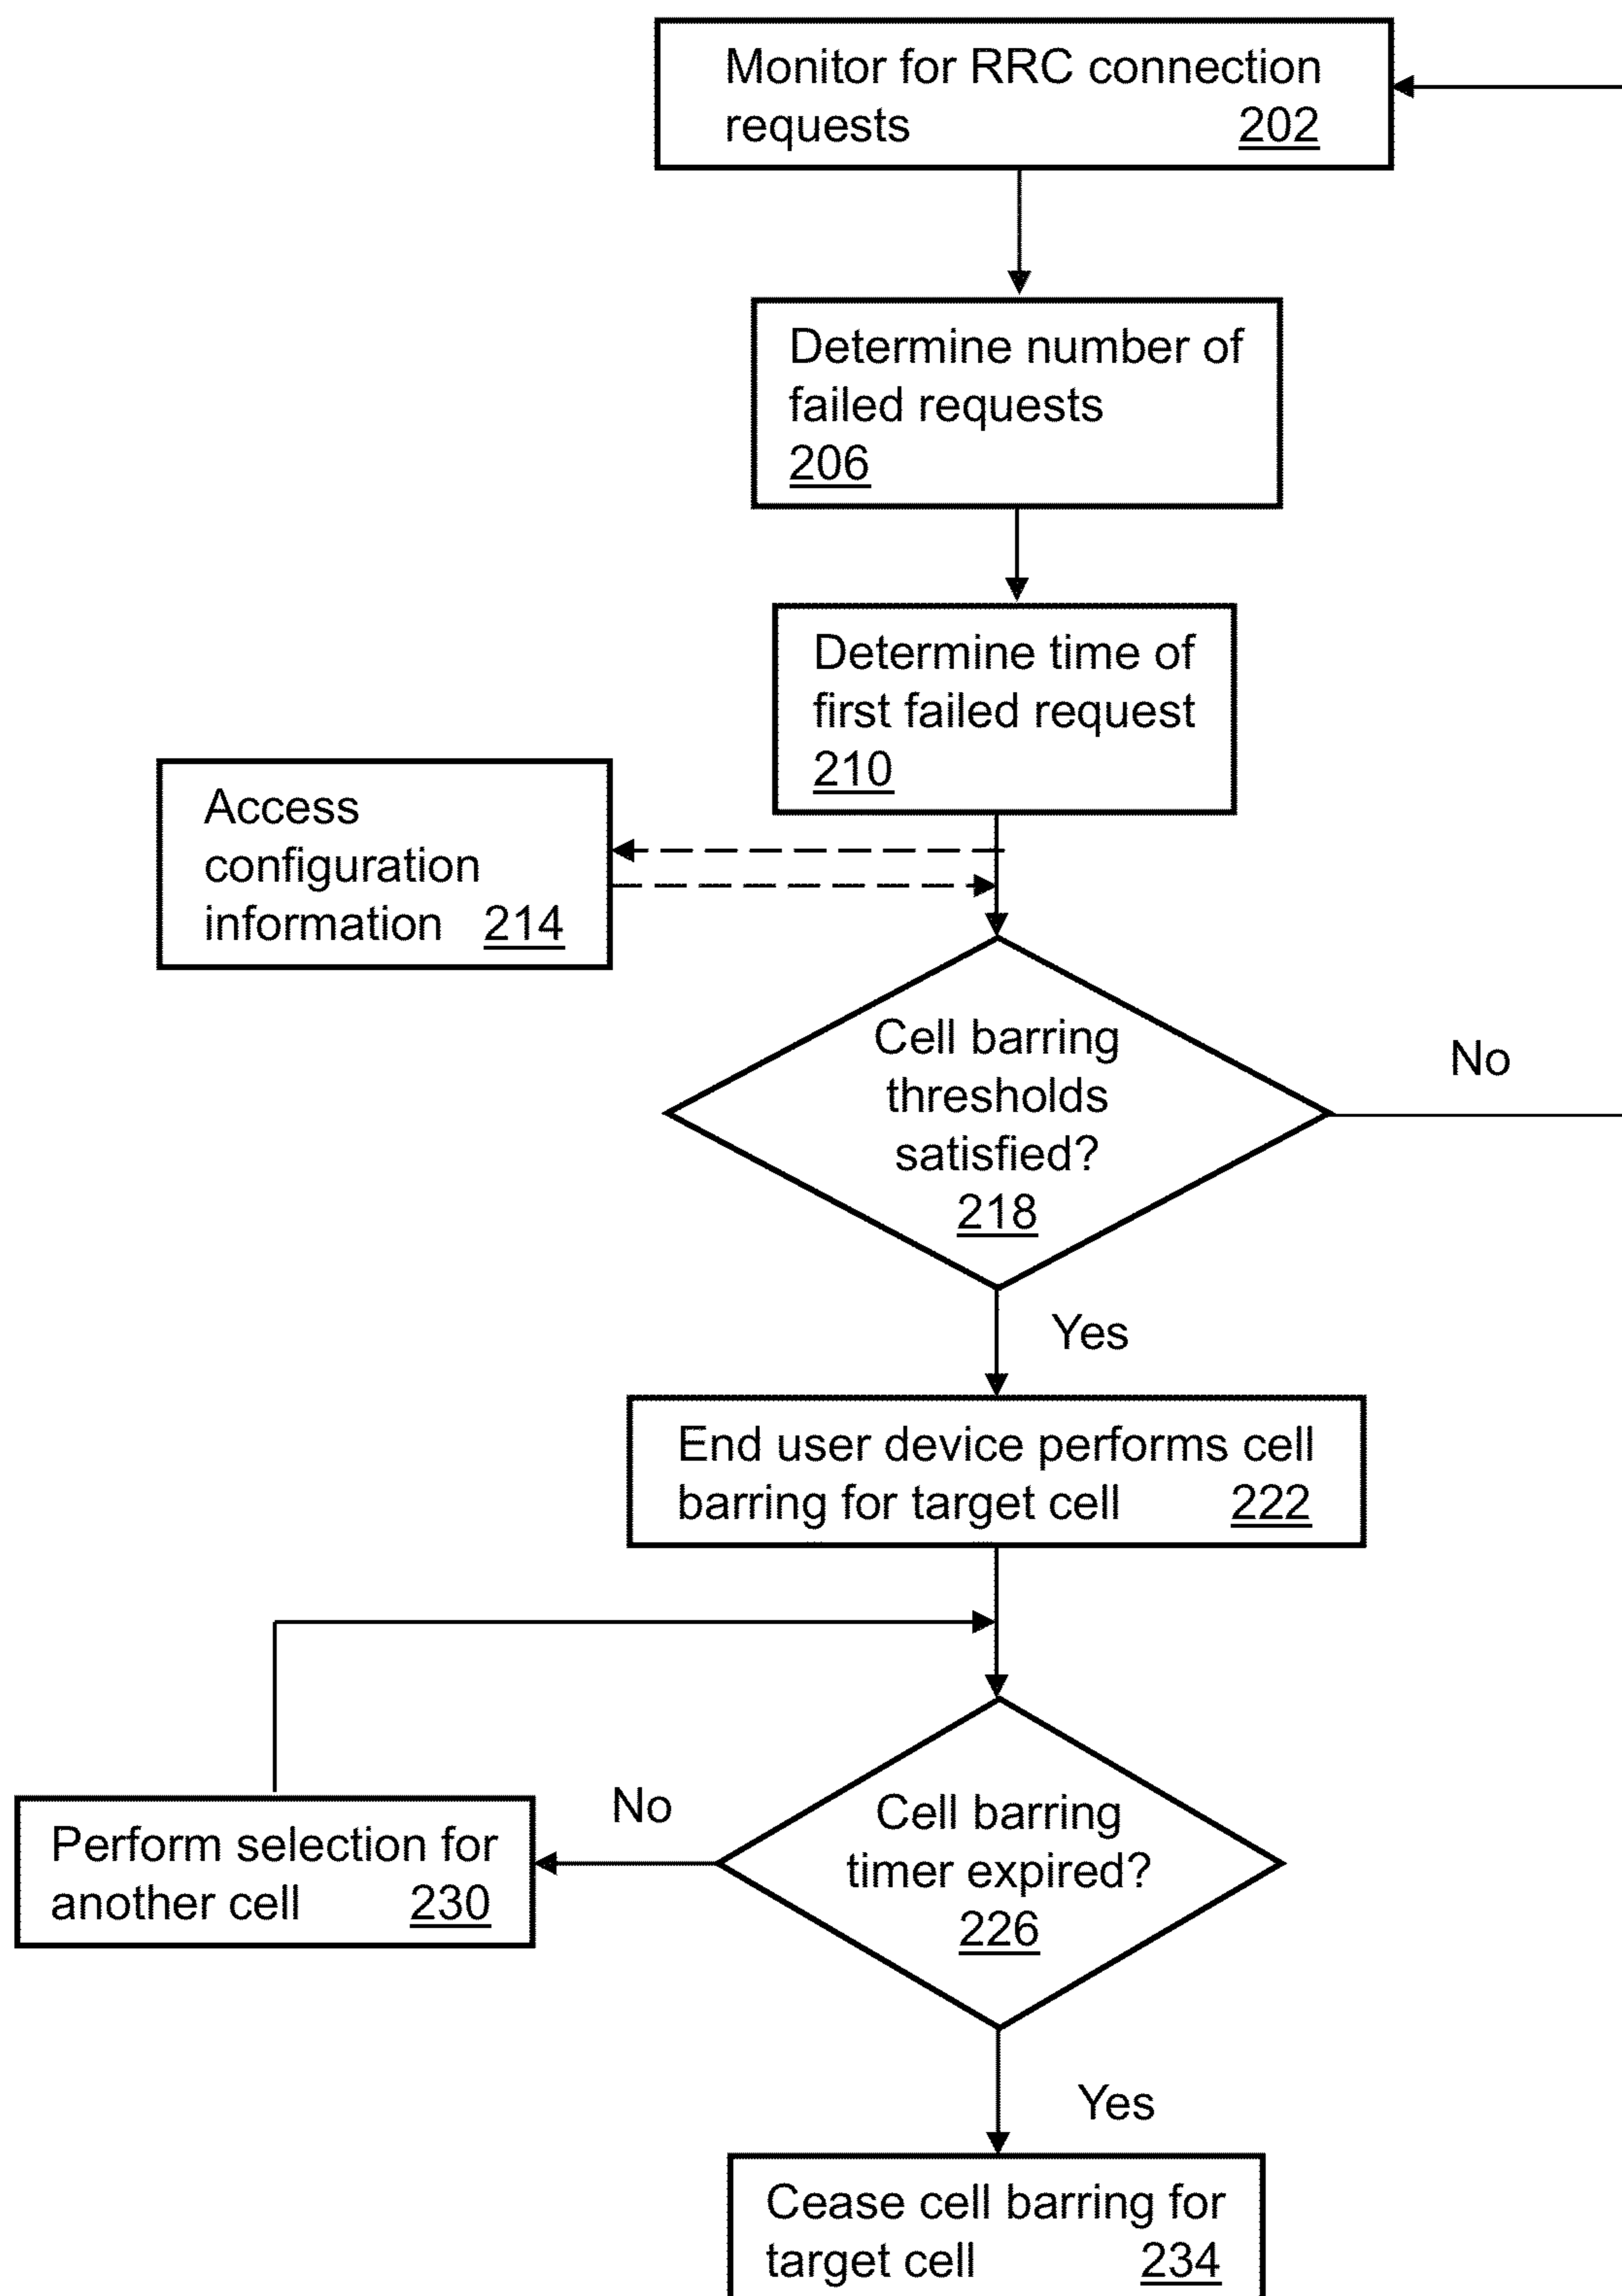 Monitor for RRC connection
requests 202
Determine number of
failed requests
206
Determine time of
first failed request
210
Access
configuration
information 214
Cell barring
thresholds
satisfied?
218
No
Yes
End user device performs cell
barring for target cell 222
Cell barring
timer expired?
226
No
Perform selection for
another cell 230
Yes
Cease cell barring for
target cell 234